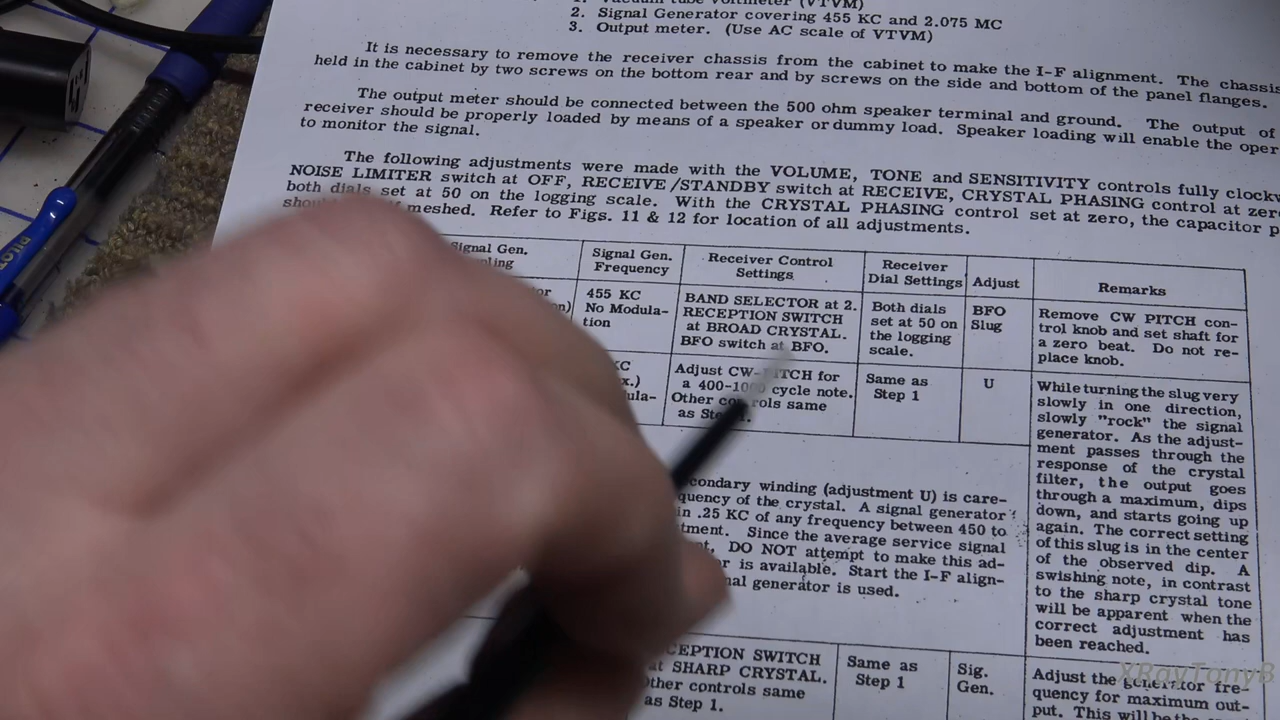 Vacuum tube voltmeter (VTVM)
2. Signal Generator covering 455 KC and 2.075 MC
3. Output meter. (Use AC scale of VTVM)
It is necessary to remove the receiver chassis from the cabinet to make the I-F alignment. The chassis
held in the cabinet by two screws on the bottom rear and by screws on the side and bottom of the panel flanges.
The output meter should be connected between the 500 ohm speaker terminal and ground. The output of
receiver should be properly loaded by means of a speaker or dummy load. Speaker loading will enable the oper
to monitor the signal.
The following adjustments were made with the VOLUME, TONE and SENSITIVITY controls fully clockw
NOISE LIMITER switch at OFF, RECEIVE/STANDBY switch at RECEIVE, CRYSTAL PHASING control at zer
both dials set at 50 on the logging scale. With the CRYSTAL PHASING control set at zero, the capacitor p
meshed. Refer to Figs. 11 & 12 for location of all adjustments.
Signal Gen.
Signal Gen.
Frequency
Receiver Control
Settings
Receiver
Dial Settings
Adjust
Remarks
455 KC
No Modula-
tion
BAND SELECTOR at 2.
RECEPTION SWITCH
at BROAD CRYSTAL.
BFO switch at BFO.
Both dials
set at 50 on
the logging
scale.
BFO
Slug
Remove CW PITCH con-
trol knob and set shaft for
a zero beat. Do not re-
place knob.
Adjust CW-PITCH for
a 400-1000 cycle note.
Other controls same
as Step 1.
Same as
Step 1
U
While turning the slug very
slowly in one direction,
slowly "rock" the signal
generator. As the adjust-
ment passes through the
response of the crystal
filter, the output goes
through a maximum, dips
down, and starts going up
again. The correct setting
of this slug is in the center
of the observed dip. A
swishing note, in contrast
to the sharp crystal tone
will be apparent when the
correct adjustment has
been reached.
condary winding (adjustment U) is care-
quency of the crystal. A signal generator
in .25 KC of any frequency between 450 to
tment. Since the average service signal
DO NOT attempt to make this ad-
r is available. Start the I-F align-
nal generator is used.
CEPTION SWITCH
at SHARP CRYSTAL.
ther controls same
as Step 1.
Same as
Step 1
Sig.
Gen.
Adjust the generator fre-
quency for maximum out-
put. This will be the
PILOT
XRayTonyB